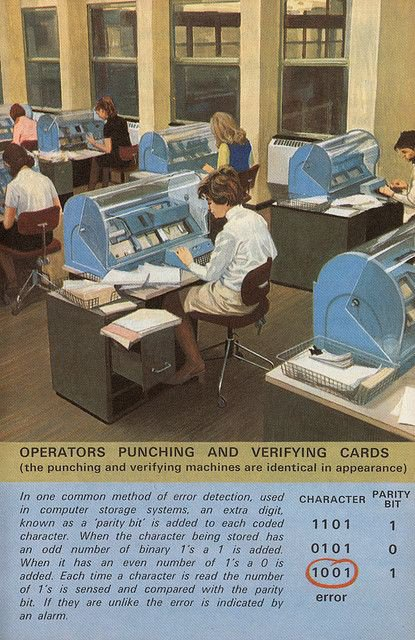 OPERATORS PUNCHING AND VERIFYING CARDS
(the punching and verifying machines are identical in appearance)
In one common method of error detection, used
in computer storage systems, an extra digit,
known as a 'parity bit' is added to each coded
character. When the character being stored has
an odd number of binary 1's a 1 is added.
When it has an even number of 1's a 0 is
added. Each time a character is read the number
of 1's is sensed and compared with the parity
bit. If they are unlike the error is indicated by
an alarm.
CHARACTER PARITY BIT
1101 1
0101 0
1001 1
error